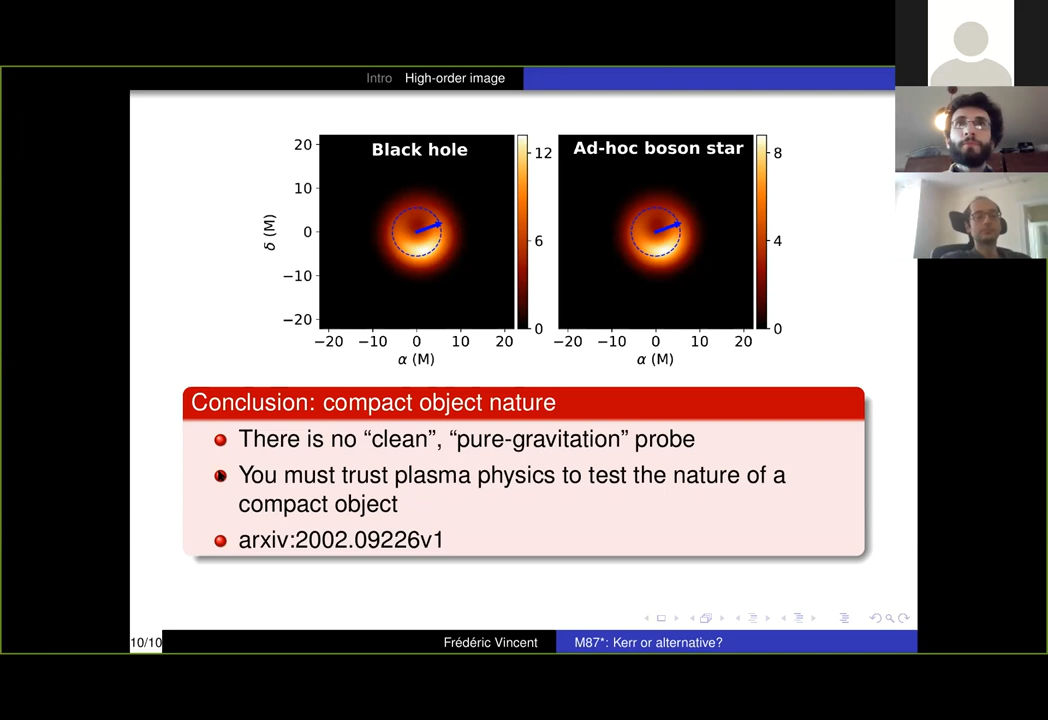 Intro High-order image
Black hole
Ad-hoc boson star
20
10
0
−10
−20
δ (M)
−20 −10 0 10 20
α (M)
12
6
0
−20 −10 0 10 20
α (M)
8
4
0
Conclusion: compact object nature
There is no “clean”, “pure-gravitation” probe
You must trust plasma physics to test the nature of a
compact object
arxiv:2002.09226v1
10/10
Frédéric Vincent
M87*: Kerr or alternative?